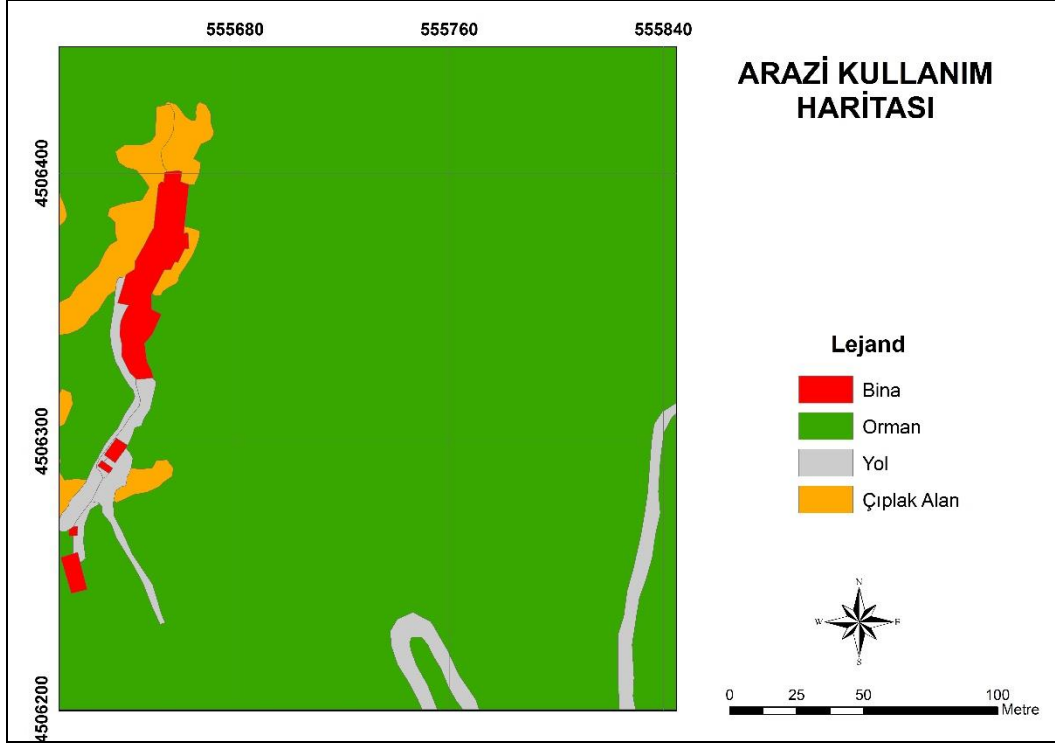 555680
555760
555840
4506400
4506300
4506200
ARAZİ KULLANIM
HARİTASI
Lejand
Bina
Orman
Yol
Çıplak Alan
N
W
E
S
0
25
50
100
Metre